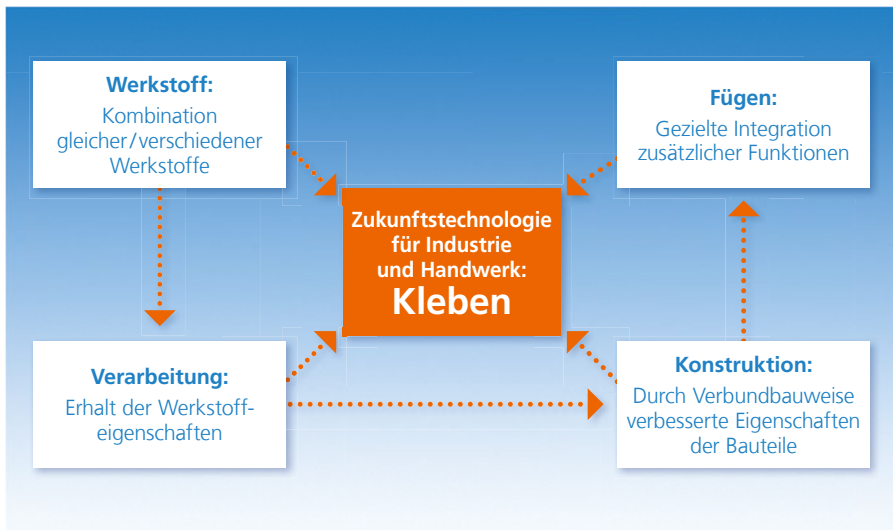 Werkstoff:
Kombination
gleicher/verschiedener
Werkstoffe
Fügen:
Gezielte Integration
zusätzlicher Funktionen
Zukunftstechnologie
für Industrie
und Handwerk:
Kleben
Verarbeitung:
Erhalt der Werkstoff-
eigenschaften
Konstruktion:
Durch Verbundbauweise
verbesserte Eigenschaften
der Bauteile